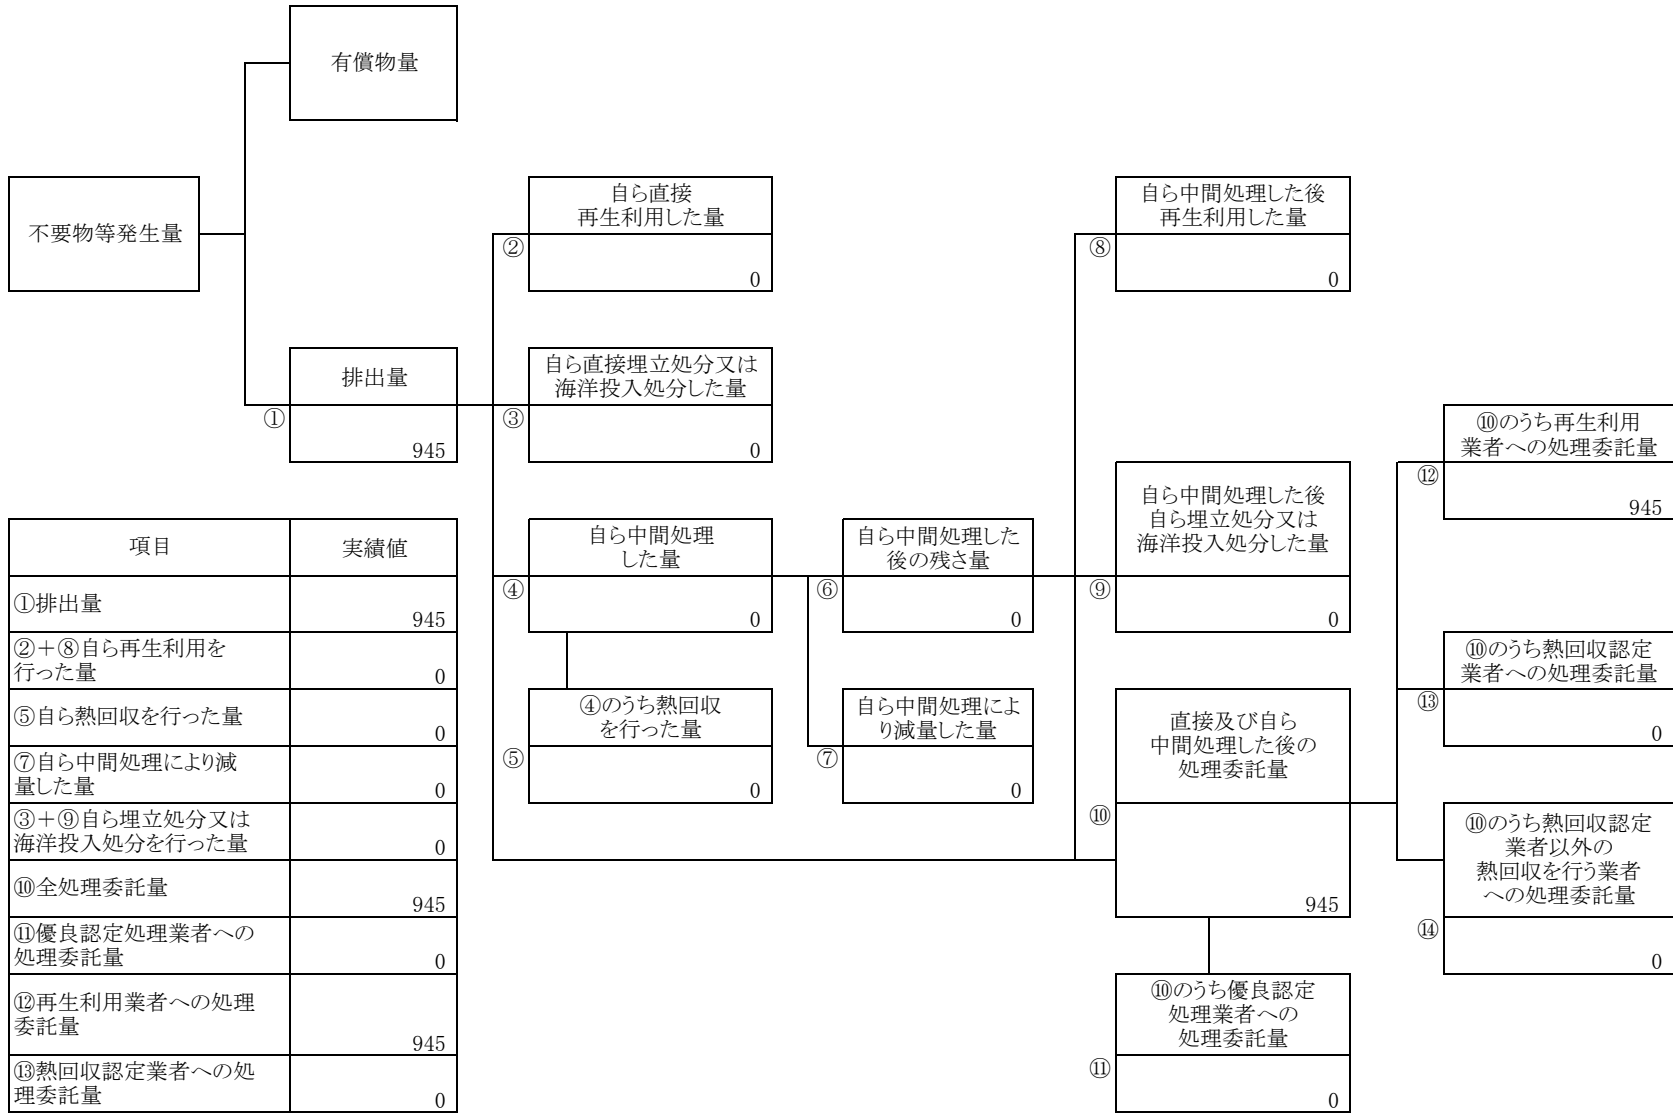 有償物量
不要物等発生量
自ら直接
再生利用した量
②
0
自ら中間処理した後
再生利用した量
⑧
0
排出量
①
945
自ら直接埋立処分又は
海洋投入処分した量
③
0
⑩のうち再生利用
業者への処理委託量
⑫
945
自ら中間処理
した量
④
0
自ら中間処理した
後の残さ量
⑥
0
自ら中間処理した後
自ら埋立処分又は
海洋投入処分した量
⑨
0
⑩のうち熱回収認定
業者への処理委託量
⑬
0
④のうち熱回収
を行った量
⑤
0
自ら中間処理によ
り減量した量
⑦
0
直接及び自ら
中間処理した後の
処理委託量
⑩
945
⑩のうち熱回収認定
業者以外の
熱回収を行う業者
への処理委託量
⑭
0
⑩のうち優良認定
処理業者への
処理委託量
⑪
0
項目 実績値
①排出量 945
②＋⑧自ら再生利用を
行った量 0
⑤自ら熱回収を行った量 0
⑦自ら中間処理により減
量した量 0
③＋⑨自ら埋立処分又は
海洋投入処分を行った量 0
⑩全処理委託量 945
⑪優良認定処理業者への
処理委託量 0
⑫再生利用業者への処理
委託量 945
⑬熱回収認定業者への処
理委託量 0